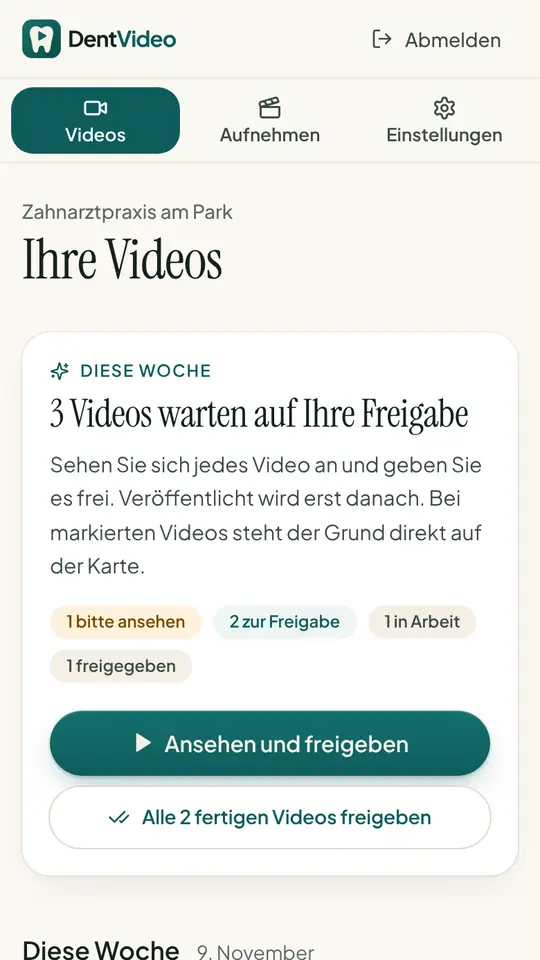 DentVideo
Abmelden
Videos
Aufnehmen
Einstellungen
Zahnarztpraxis am Park
Ihre Videos
DIESE WOCHE
3 Videos warten auf Ihre Freigabe
Sehen Sie sich jedes Video an und geben Sie
es frei. Veröffentlicht wird erst danach. Bei
markierten Videos steht der Grund direkt auf
der Karte.
1 bitte ansehen
2 zur Freigabe
1 in Arbeit
1 freigegeben
Ansehen und freigeben
Alle 2 fertigen Videos freigeben
Diese Woche 9. November